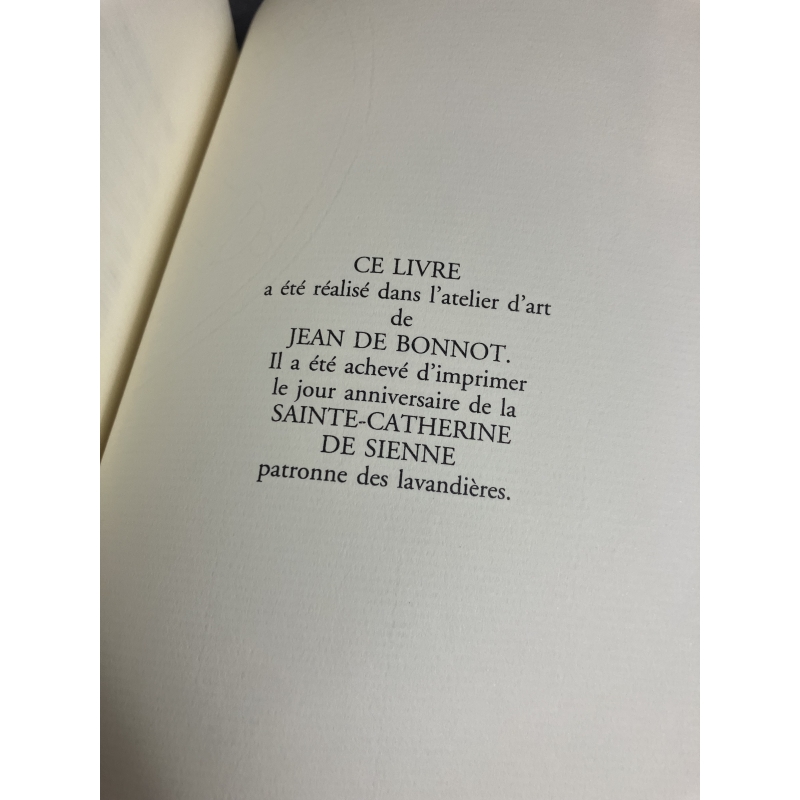 CE LIVRE
a été réalisé dans l'atelier d'art
de
JEAN DE BONNOT.
Il a été achevé d'imprimer
le jour anniversaire de la
SAINTE-CATHERINE
DE SIENNE
patronne des lavandières.